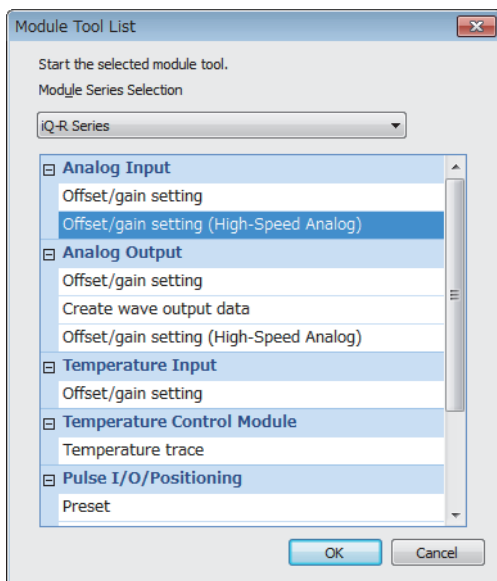 Module Tool List
Start the selected module tool.
Module Series Selection
iQ-R Series
Analog Input
Offset/gain setting
Offset/gain setting (High-Speed Analog)
Analog Output
Offset/gain setting
Create wave output data
Offset/gain setting (High-Speed Analog)
Temperature Input
Offset/gain setting
Temperature Control Module
Temperature trace
Pulse I/O/Positioning
Preset
OK Cancel